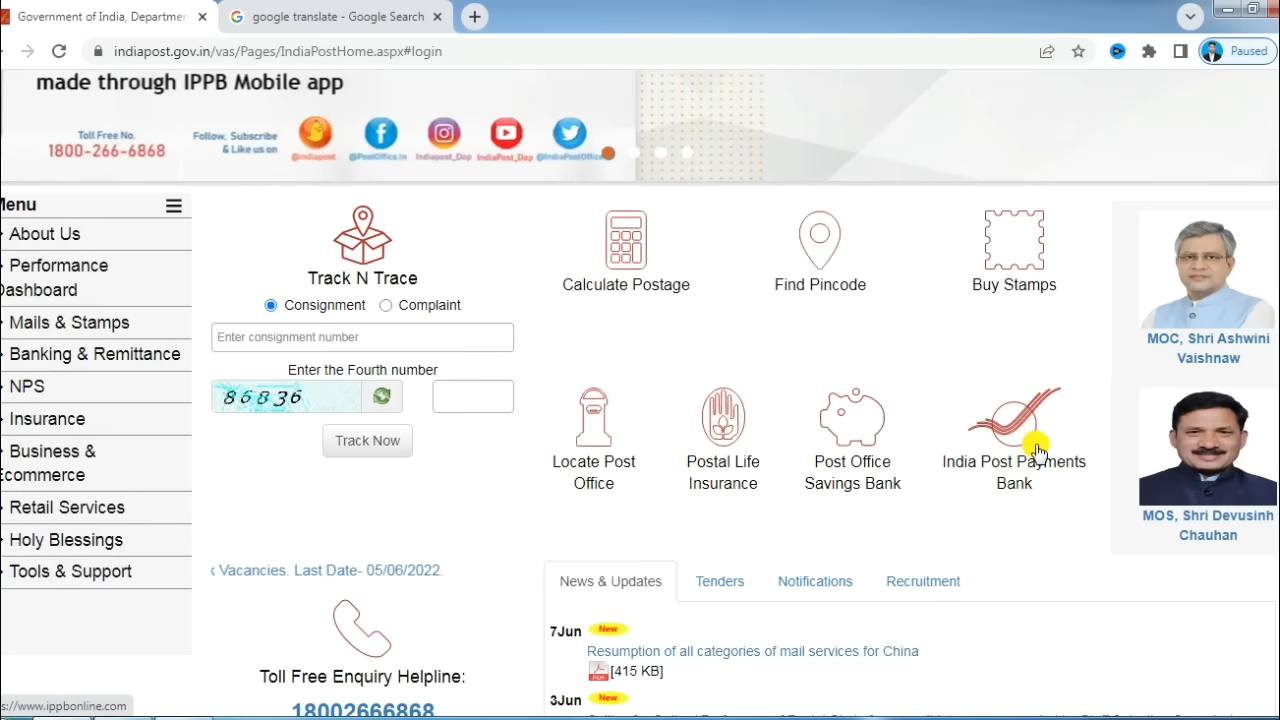 Government of India, Departmen
google translate - Google Search
indiapost.gov.in/vas/Pages/IndiaPostHome.aspx#login
Paused
made through IPPB Mobile app
Toll Free No.
1800-266-6868
Follow, Subscribe
& Like us on
@indiapost
@PostOffice.in
Indiapost_Dop
IndiaPost_Dop
@IndiaPostOffice
Menu
About Us
Performance
Dashboard
Mails & Stamps
Banking & Remittance
NPS
Insurance
Business &
Ecommerce
Retail Services
Holy Blessings
Tools & Support
Track N Trace
Consignment
Complaint
Enter consignment number
Enter the Fourth number
86836
Track Now
Calculate Postage
Find Pincode
Buy Stamps
Locate Post
Office
Postal Life
Insurance
Post Office
Savings Bank
India Post Payments
Bank
MOC, Shri Ashwini
Vaishnaw
MOS, Shri Devusinh
Chauhan
Vacancies. Last Date- 05/06/2022.
Toll Free Enquiry Helpline:
18002666868
News & Updates
Tenders
Notifications
Recruitment
7Jun
New
Resumption of all categories of mail services for China
PDF
[415 KB]
3Jun
New
s://www.ippbonline.com